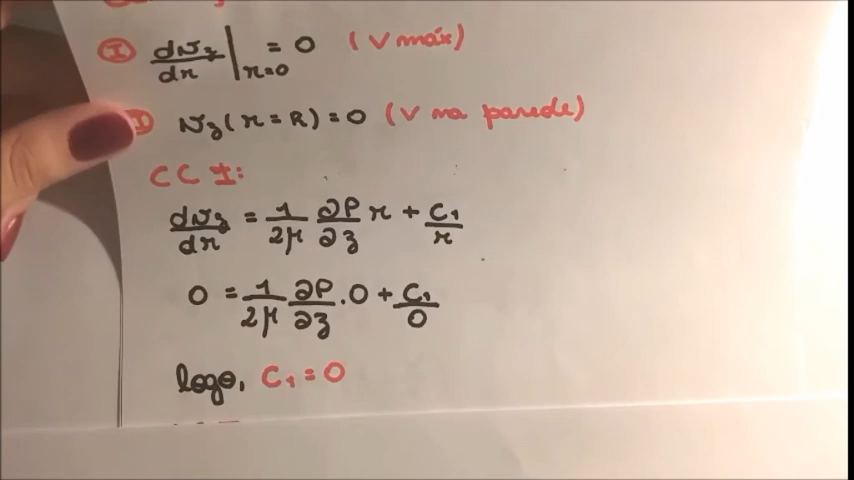 I dvz/dr |r=0 = 0 (V máx)
II vz(r = R) = 0 (V na parede)
CC I:
dvz/dr = 1/2μ ∂P/∂z r + C1/r
0 = 1/2μ ∂P/∂z . 0 + C1/0
logo, C1 = 0